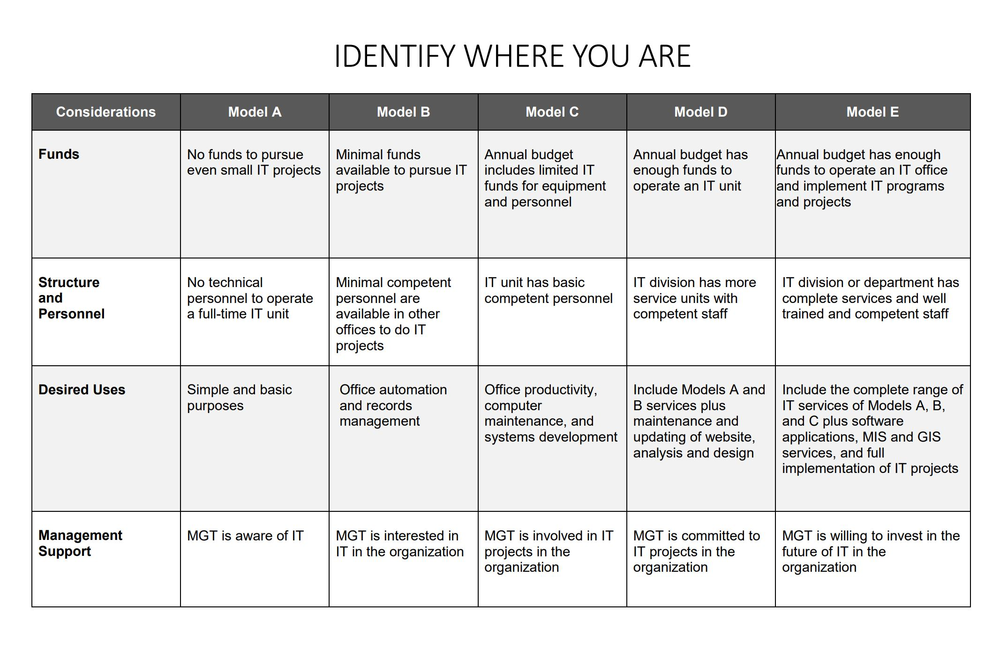 IDENTIFY WHERE YOU ARE
Considerations
Model A
Model B
Model C
Model D
Model E
Funds
No funds to pursue
even small IT projects
Minimal funds
available to pursue IT
projects
Annual budget
includes limited IT
funds for equipment
and personnel
Annual budget has
enough funds to
operate an IT unit
Annual budget has enough
funds to operate an IT office
and implement IT programs
and projects
Structure
and
Personnel
No technical
personnel to operate
a full-time IT unit
Minimal competent
personnel are
available in other
offices to do IT
projects
IT unit has basic
competent personnel
IT division has more
service units with
competent staff
IT division or department has
complete services and well
trained and competent staff
Desired Uses
Simple and basic
purposes
Office automation
and records
management
Office productivity,
computer
maintenance, and
systems development
Include Models A and
B services plus
maintenance and
updating of website,
analysis and design
Include the complete range of
IT services of Models A, B,
and C plus software
applications, MIS and GIS
services, and full
implementation of IT projects
Management
Support
MGT is aware of IT
MGT is interested in
IT in the organization
MGT is involved in IT
projects in the
organization
MGT is committed to
IT projects in the
organization
MGT is willing to invest in the
future of IT in the
organization